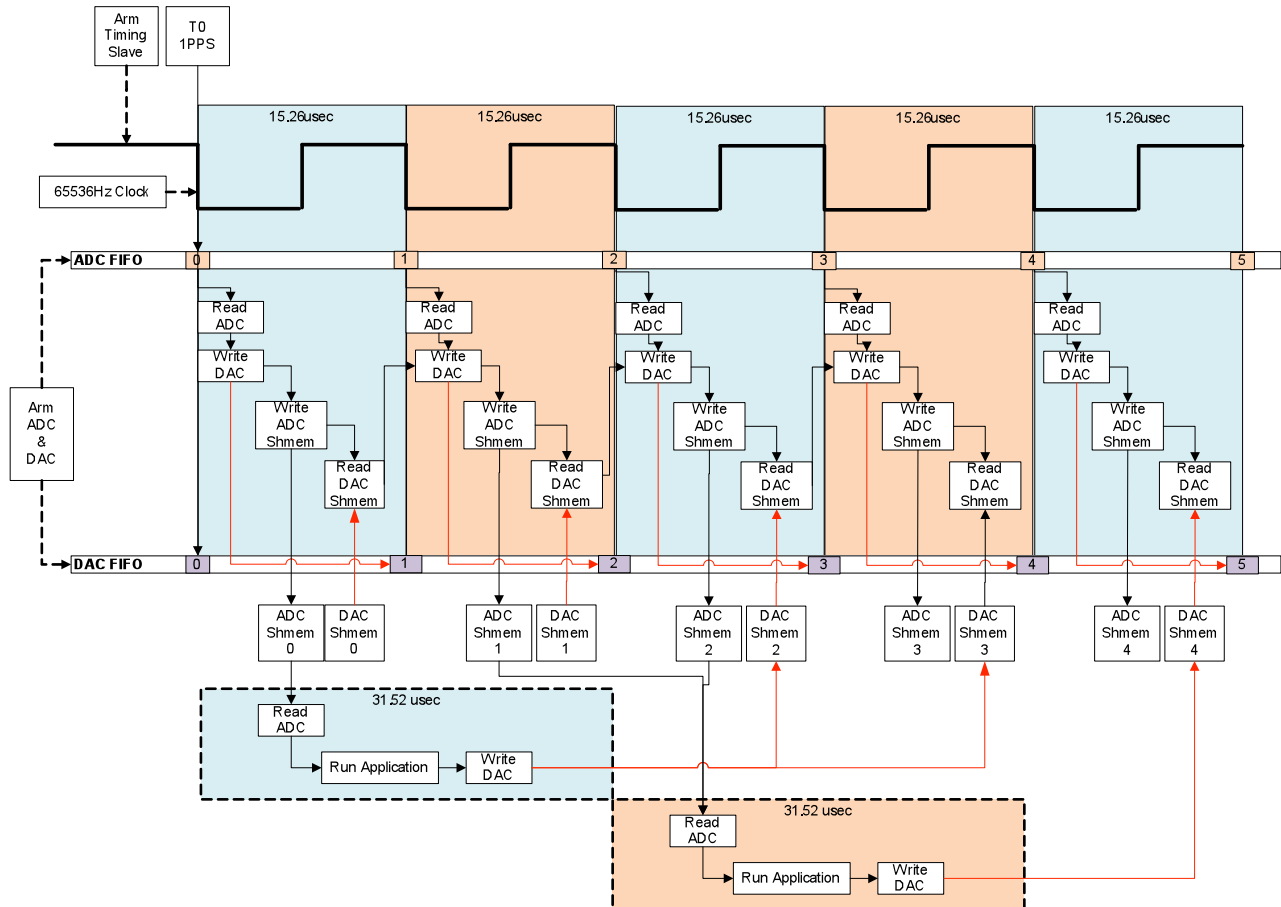 Arm
Timing
Slave
T0
1PPS
15.26usec
15.26usec
15.26usec
15.26usec
15.26usec
65536Hz Clock
ADC FIFO
0
1
2
3
4
5
Read
ADC
Read
ADC
Read
ADC
Read
ADC
Read
ADC
Write
DAC
Write
DAC
Write
DAC
Write
DAC
Write
DAC
Arm
ADC
&
DAC
Write
ADC
Shmem
Write
ADC
Shmem
Write
ADC
Shmem
Write
ADC
Shmem
Write
ADC
Shmem
Read
DAC
Shmem
Read
DAC
Shmem
Read
DAC
Shmem
Read
DAC
Shmem
Read
DAC
Shmem
DAC FIFO
0
1
2
3
4
5
ADC
Shmem
0
DAC
Shmem
0
ADC
Shmem
1
DAC
Shmem
1
ADC
Shmem
2
DAC
Shmem
2
ADC
Shmem
3
DAC
Shmem
3
ADC
Shmem
4
DAC
Shmem
4
31.52 usec
Read
ADC
Run Application
Write
DAC
31.52 usec
Read
ADC
Run Application
Write
DAC